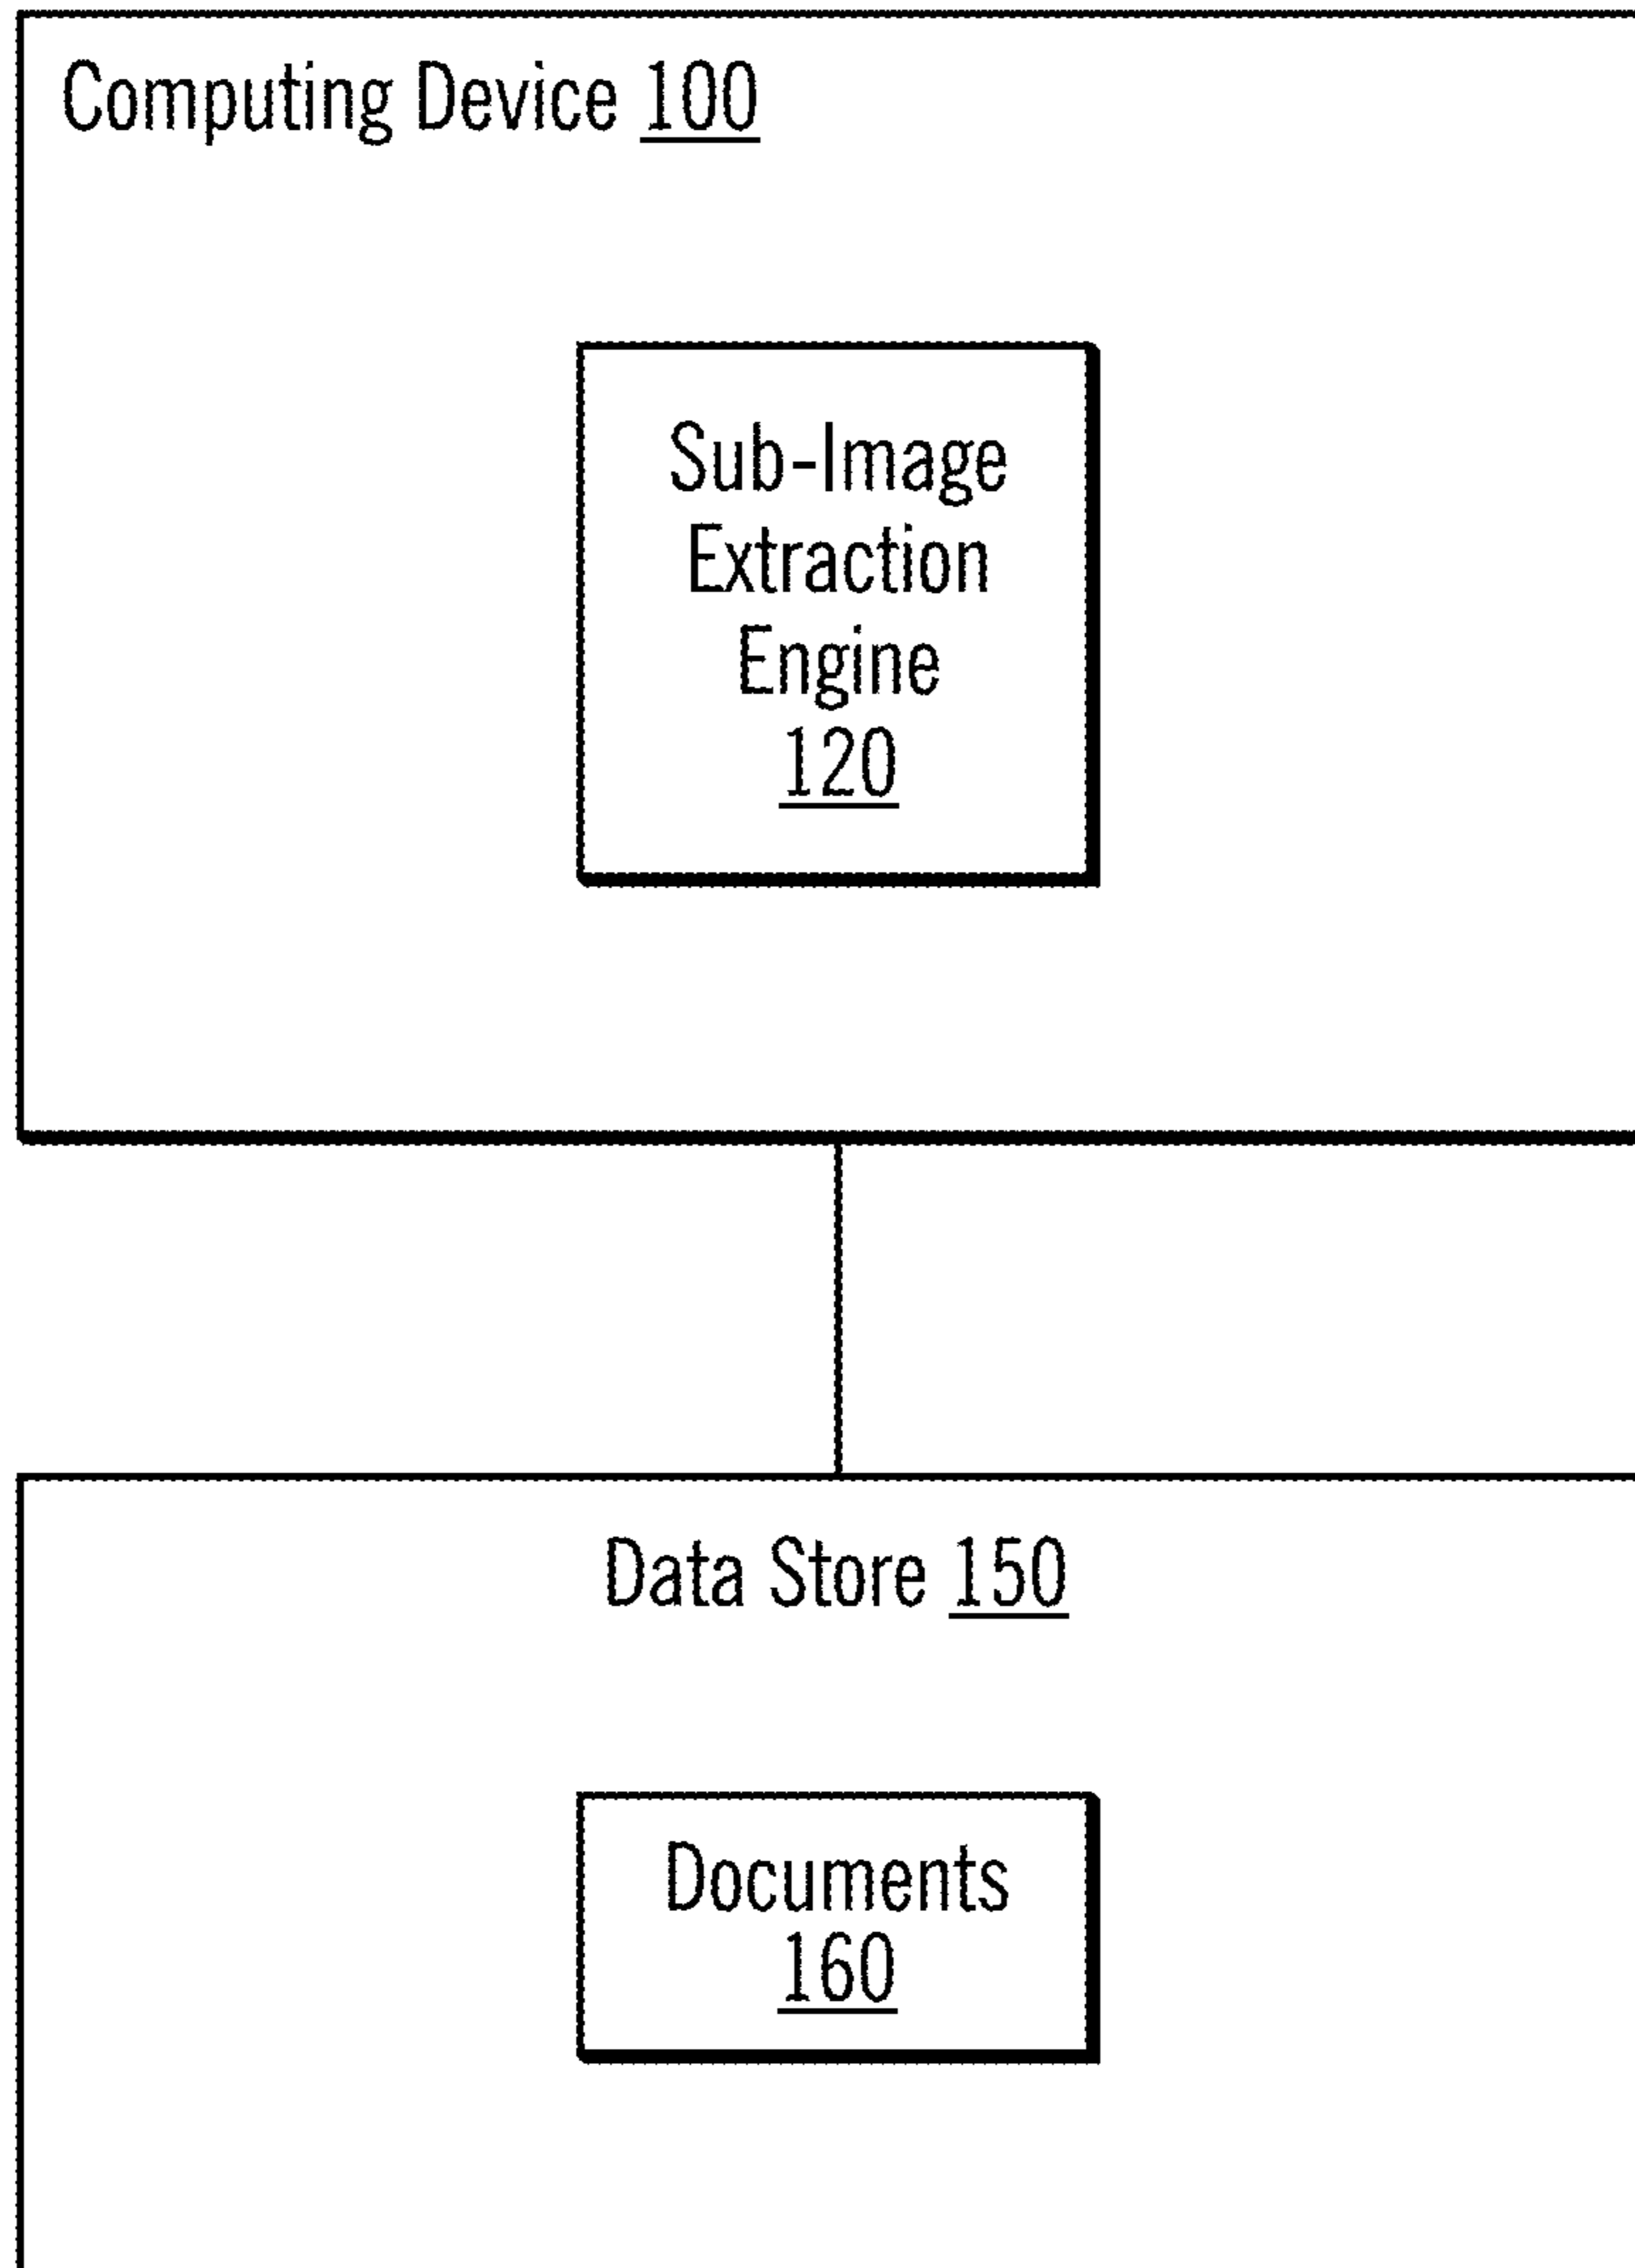 Computing Device 100
Sub-Image
Extraction
Engine
120
Data Store 150
Documents
160